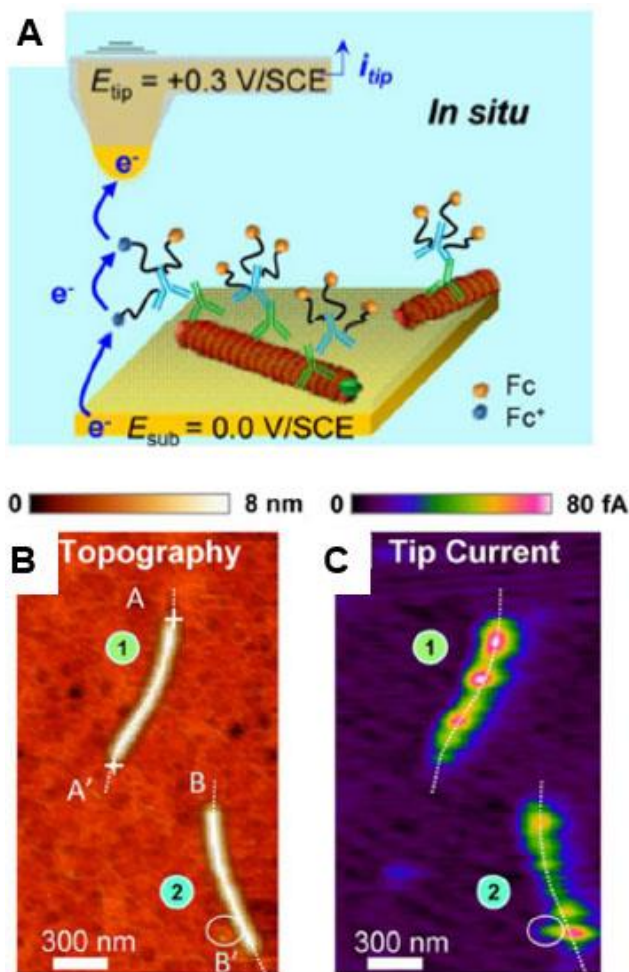 A
E_tip = +0.3 V/SCE
i_tip
In situ
e-
e-
Fc
Fc+
e- E_sub = 0.0 V/SCE
0 8 nm 0 80 fA
B Topography C Tip Current
A
1 1
A'
B
2 2
B'
300 nm 300 nm